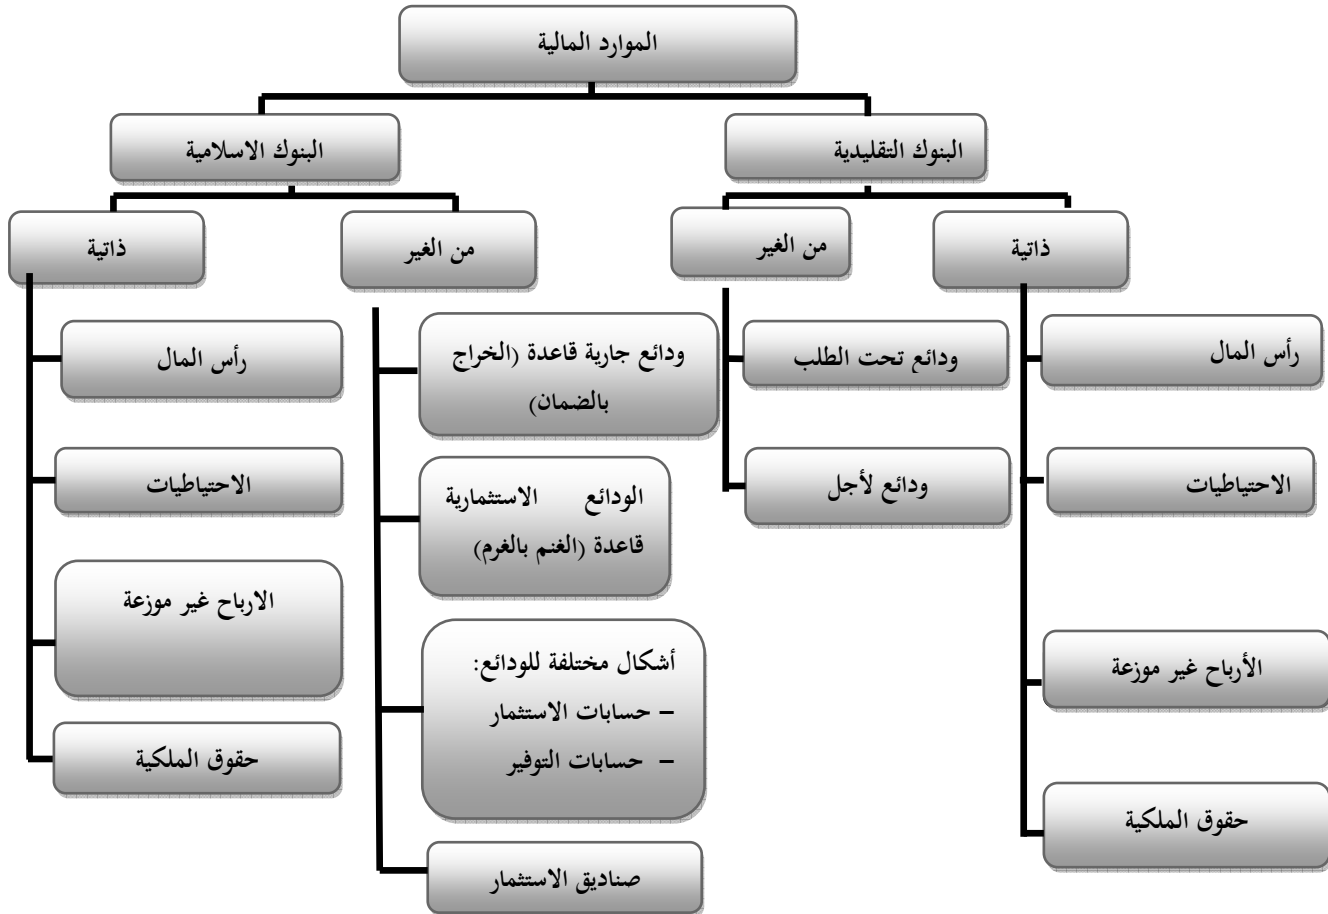 الموارد المالية
البنوك التقليدية
البنوك الاسلامية
ذاتية
من الغير
من الغير
ذاتية
رأس المال
الاحتياطيات
الأرباح غير موزعة
حقوق الملكية
ودائع تحت الطلب
ودائع لأجل
ودائع جارية قاعدة (الخراج
بالضمان)
الودائع الاستثمارية
قاعدة (الغنم بالغرم)
أشكال مختلفة للودائع:
– حسابات الاستثمار
– حسابات التوفير
صناديق الاستثمار
رأس المال
الاحتياطيات
الارباح غير موزعة
حقوق الملكية